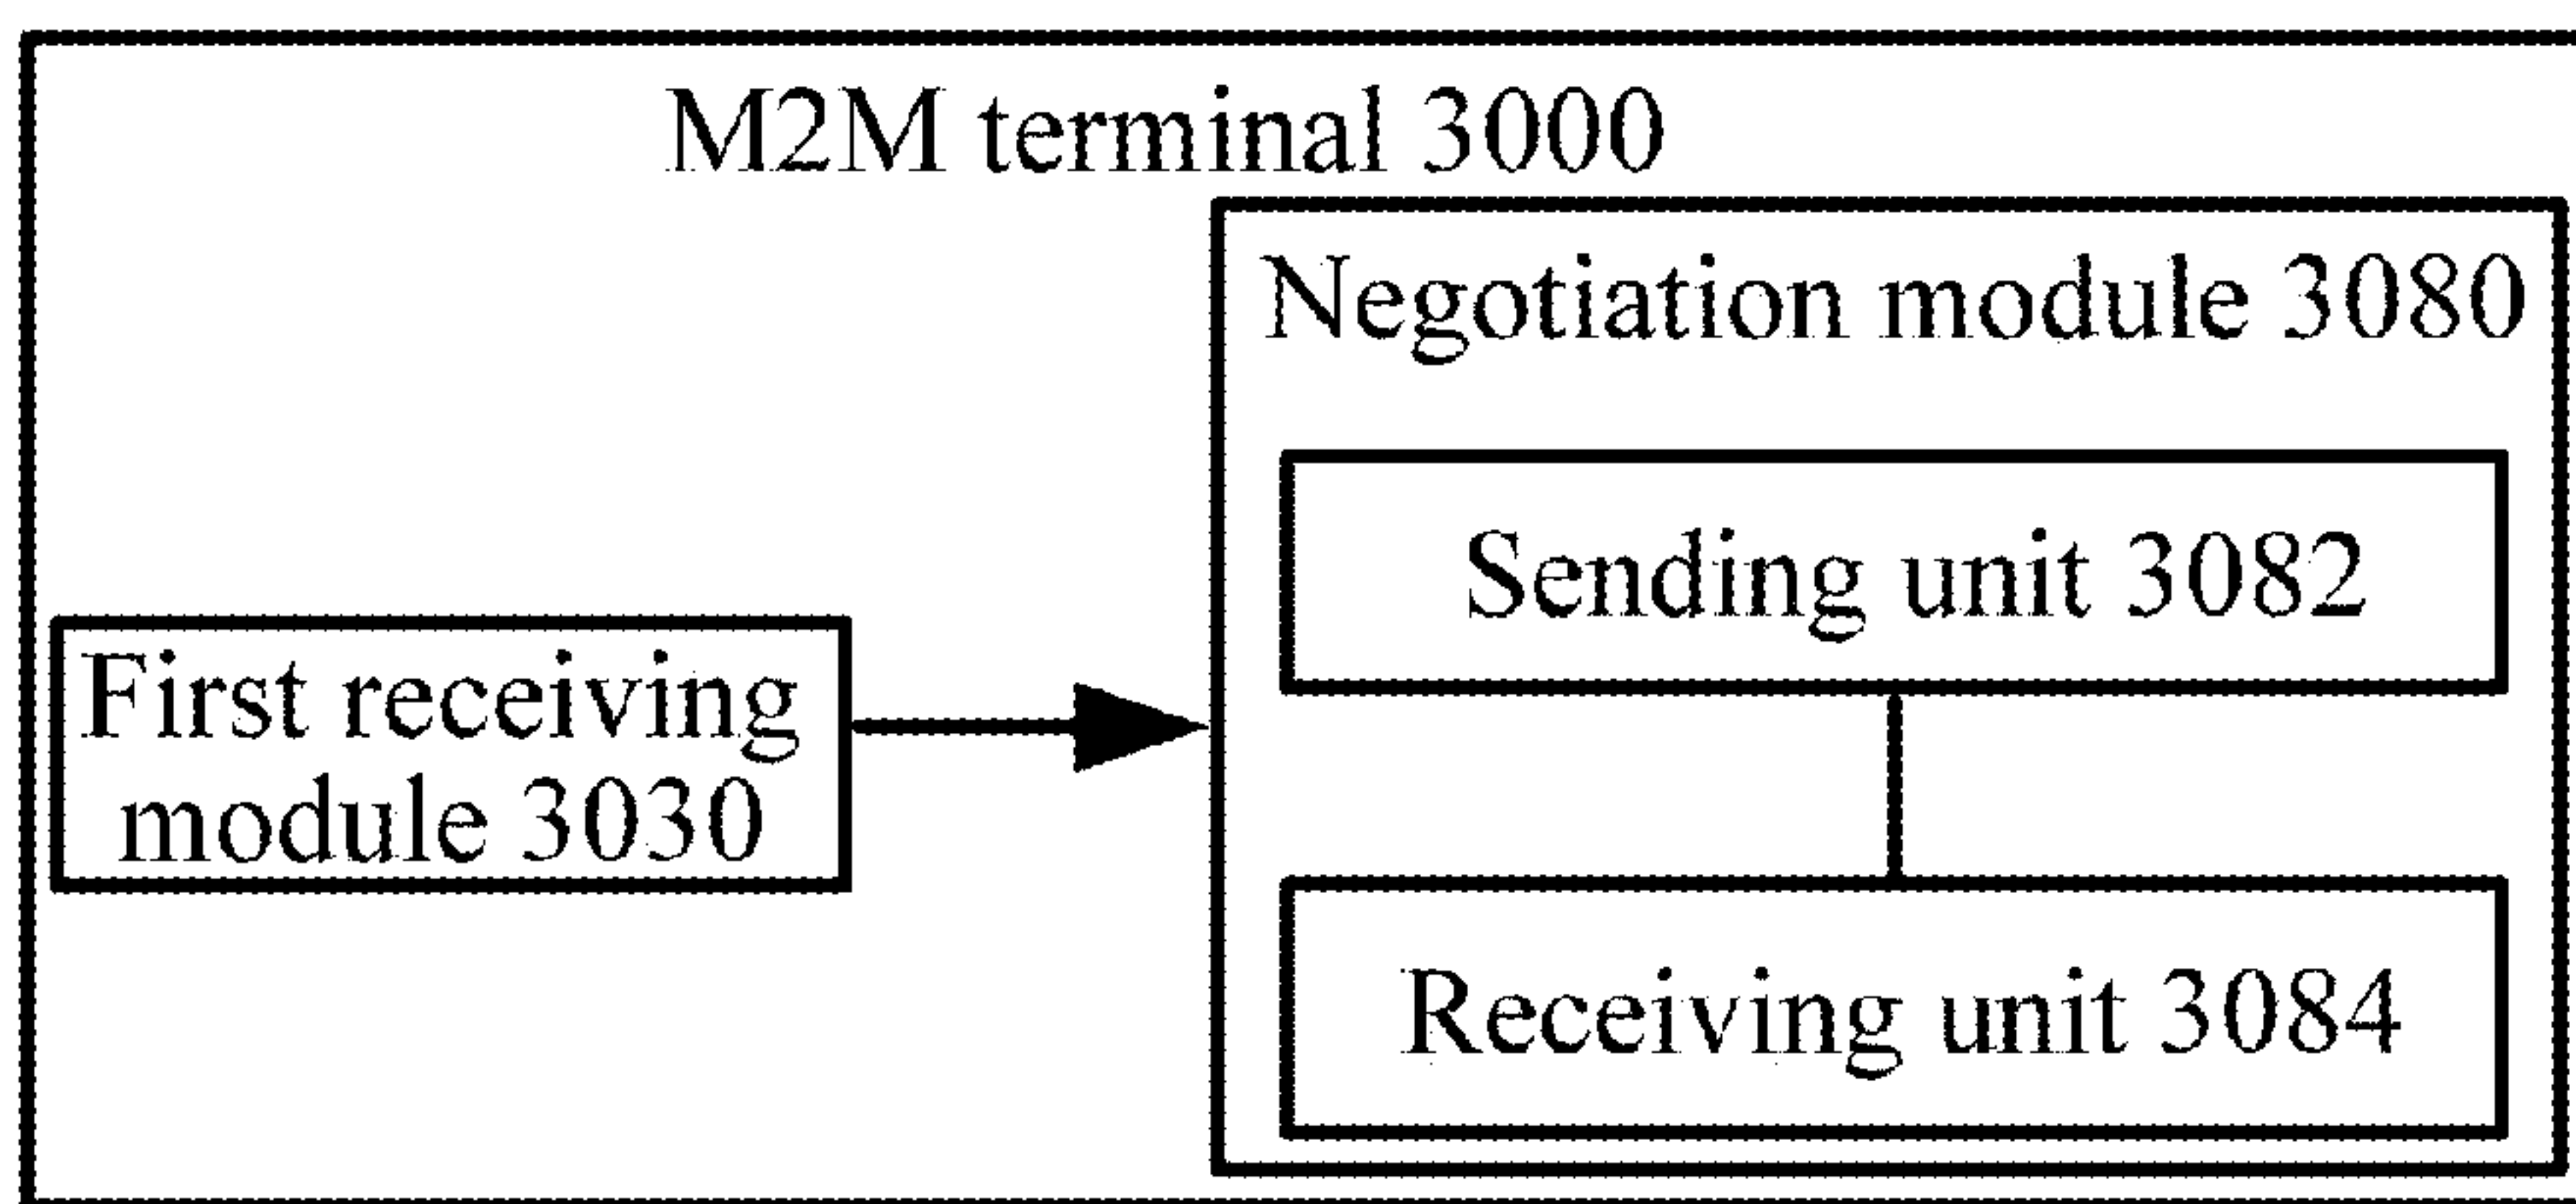 M2M terminal 3000
Negotiation module 3080
Sending unit 3082
First receiving
module 3030
Receiving unit 3084